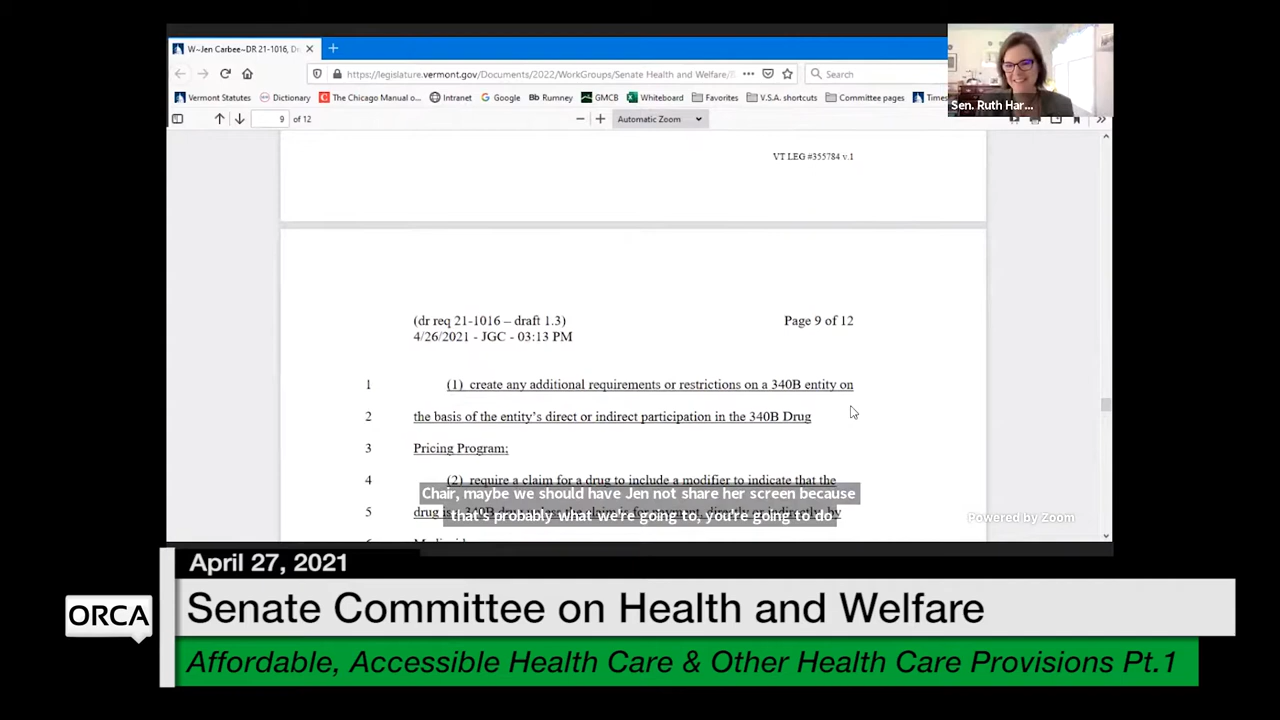 W~Jen Carbee~DR 21-1016, D
https://legislature.vermont.gov/Documents/2022/WorkGroups/Senate Health and Welfare/
Search
Vermont Statutes
Dictionary
The Chicago Manual o...
Intranet
Google
Bb Rumney
GMCB
Whiteboard
Favorites
V.S.A. shortcuts
Committee pages
Times
Sen. Ruth Har...
9 of 12
Automatic Zoom
VT LEG #355784 v.1
(dr req 21-1016 – draft 1.3) Page 9 of 12
4/26/2021 - JGC - 03:13 PM
1 (1) create any additional requirements or restrictions on a 340B entity on
2 the basis of the entity's direct or indirect participation in the 340B Drug
3 Pricing Program;
4 (2) require a claim for a drug to include a modifier to indicate that the
Chair, maybe we should have Jen not share her screen because
5 drug is
that's probably what we're going to, you're going to do
Powered by Zoom
April 27, 2021
ORCA
Senate Committee on Health and Welfare
Affordable, Accessible Health Care & Other Health Care Provisions Pt.1